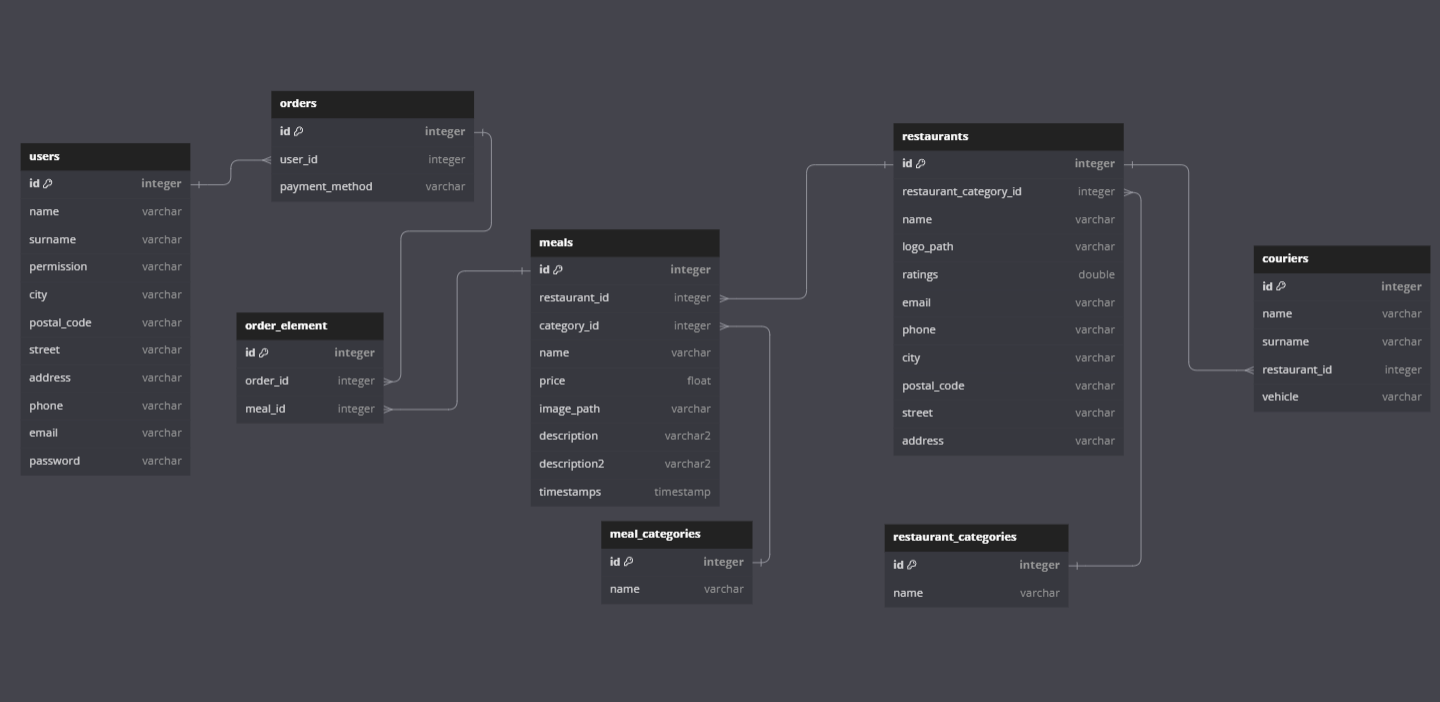 users
id integer
name varchar
surname varchar
permission varchar
city varchar
postal_code varchar
street varchar
address varchar
phone varchar
email varchar
password varchar
orders
id integer
user_id integer
payment_method varchar
order_element
id integer
order_id integer
meal_id integer
meals
id integer
restaurant_id integer
category_id integer
name varchar
price float
image_path varchar
description varchar2
description2 varchar2
timestamps timestamp
meal_categories
id integer
name varchar
restaurants
id integer
restaurant_category_id integer
name varchar
logo_path varchar
ratings double
email varchar
phone varchar
city varchar
postal_code varchar
street varchar
address varchar
restaurant_categories
id integer
name varchar
couriers
id integer
name varchar
surname varchar
restaurant_id integer
vehicle varchar